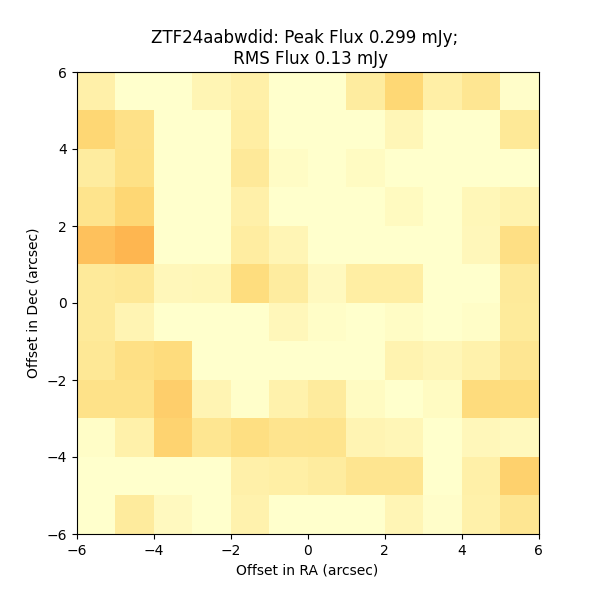 ZTF24aabwdid: Peak Flux 0.299 mJy;
RMS Flux 0.13 mJy
6
4
2
0
−2
−4
−6
Offset in Dec (arcsec)
−6 −4 −2 0 2 4 6
Offset in RA (arcsec)